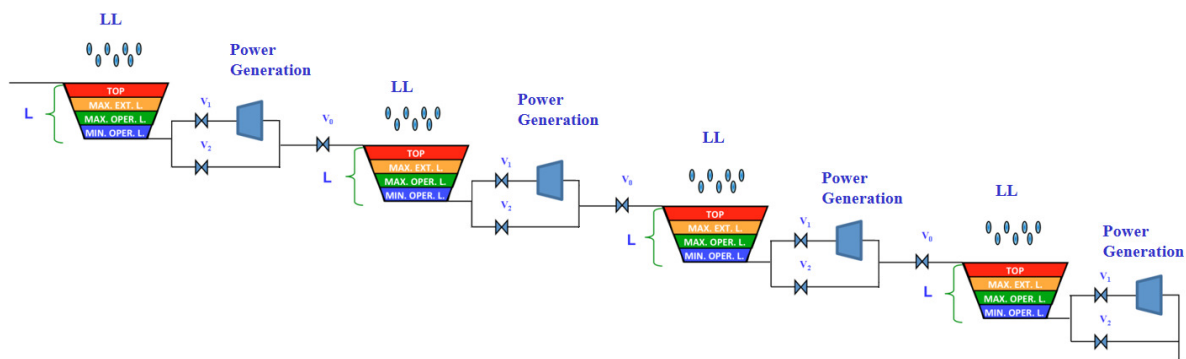 LL
Power
Generation
TOP
MAX. EXT. L.
MAX. OPER. L.
MIN. OPER. L.
L
V1
V2
V0
LL
Power
Generation
TOP
MAX. EXT. L.
MAX. OPER. L.
MIN. OPER. L.
L
V1
V2
V0
LL
Power
Generation
TOP
MAX. EXT. L.
MAX. OPER. L.
MIN. OPER. L.
L
V1
V2
V0
LL
Power
Generation
TOP
MAX. EXT. L.
MAX. OPER. L.
MIN. OPER. L.
L
V1
V2